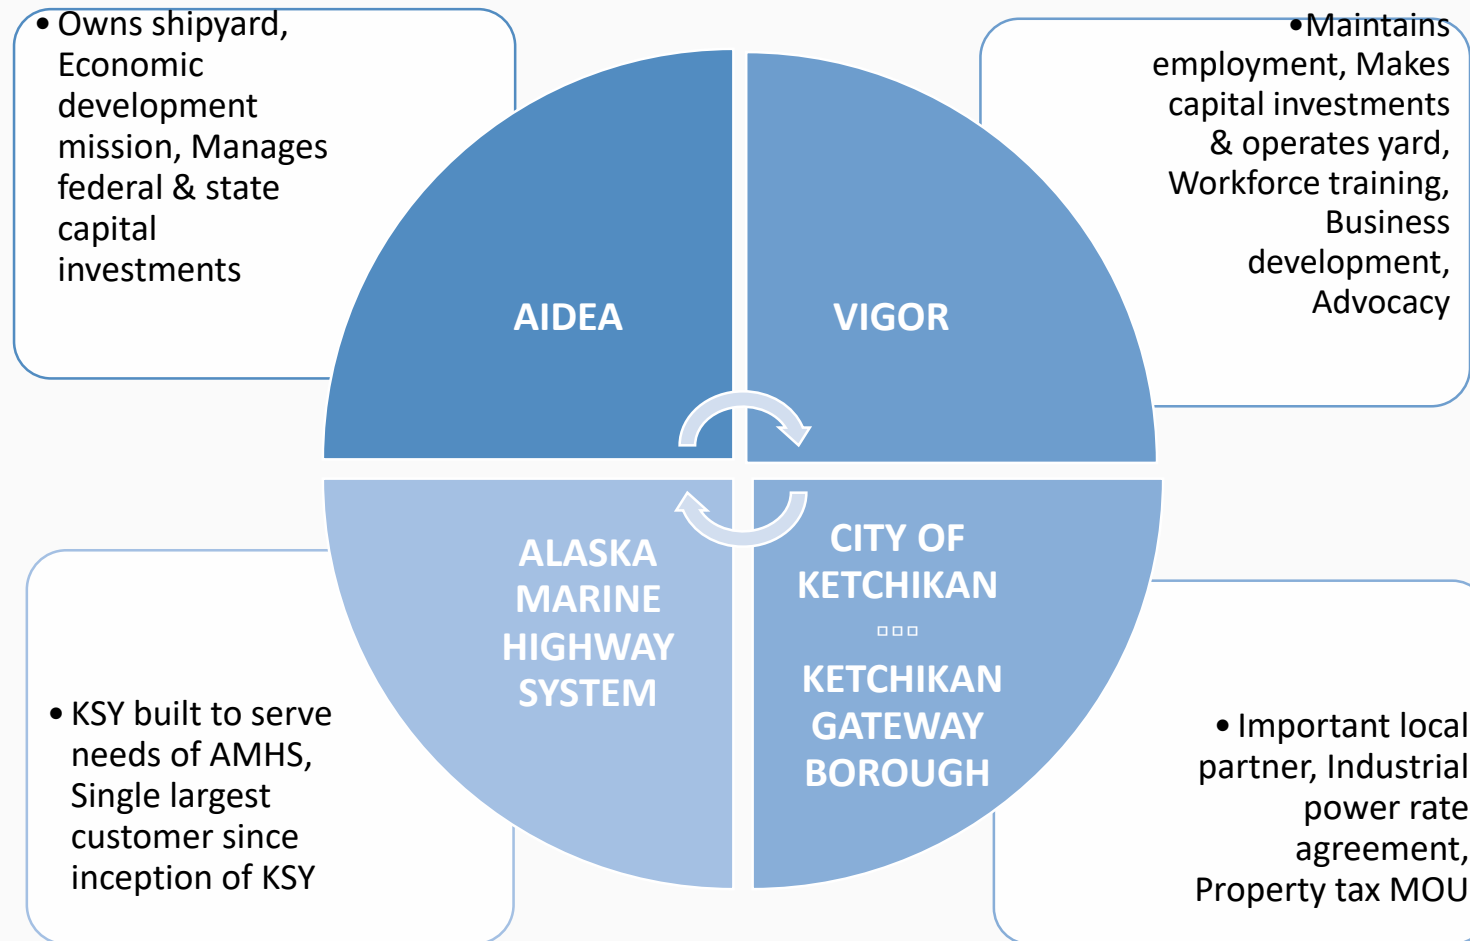 • Owns shipyard,
Economic
development
mission, Manages
federal & state
capital
investments
AIDEA
VIGOR
•Maintains
employment, Makes
capital investments
& operates yard,
Workforce training,
Business
development,
Advocacy
ALASKA
MARINE
HIGHWAY
SYSTEM
CITY OF
KETCHIKAN
□□□
KETCHIKAN
GATEWAY
BOROUGH
• KSY built to serve
needs of AMHS,
Single largest
customer since
inception of KSY
• Important local
partner, Industrial
power rate
agreement,
Property tax MOU